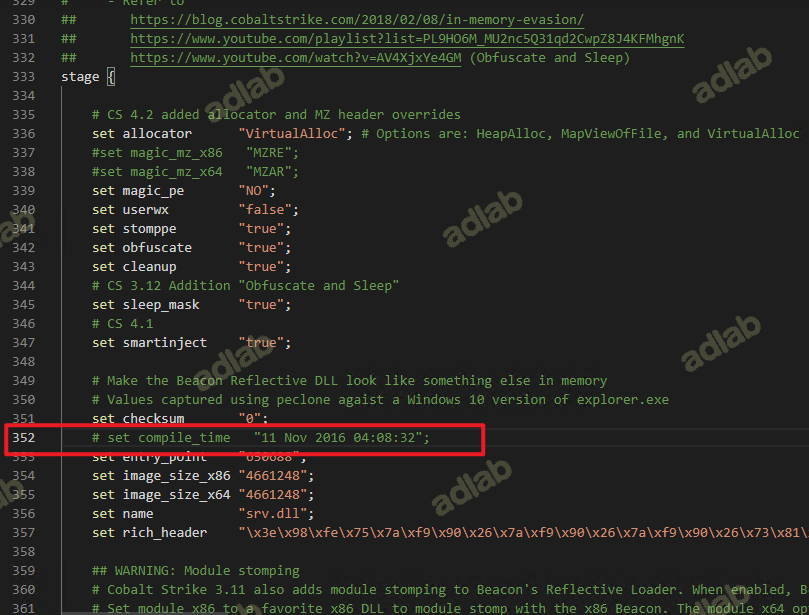 329 # - Refer to
330 ## https://blog.cobaltstrike.com/2018/02/08/in-memory-evasion/
331 ## https://www.youtube.com/playlist?list=PL9HO6M_MU2nc5Q31qd2CwpZ8J4KFMhgnK
332 ## https://www.youtube.com/watch?v=AV4XjxYe4GM (Obfuscate and Sleep)
333 stage {
334
335 # CS 4.2 added allocator and MZ header overrides
336 set allocator "VirtualAlloc"; # Options are: HeapAlloc, MapViewOfFile, and VirtualAlloc
337 #set magic_mz_x86 "MZRE";
338 #set magic_mz_x64 "MZAR";
339 set magic_pe "NO";
340 set userwx "false";
341 set stomppe "true";
342 set obfuscate "true";
343 set cleanup "true";
344 # CS 3.12 Addition "Obfuscate and Sleep"
345 set sleep_mask "true";
346 # CS 4.1
347 set smartinject "true";
348
349 # Make the Beacon Reflective DLL look like something else in memory
350 # Values captured using peclone agaist a Windows 10 version of explorer.exe
351 set checksum "0";
352 # set compile_time "11 Nov 2016 04:08:32";
353 set entry_point "650688";
354 set image_size_x86 "4661248";
355 set image_size_x64 "4661248";
356 set name "srv.dll";
357 set rich_header "\x3e\x98\xfe\x75\x7a\xf9\x90\x26\x7a\xf9\x90\x26\x7a\xf9\x90\x26\x73\x81\
358
359 ## WARNING: Module stomping
360 # Cobalt Strike 3.11 also adds module stomping to Beacon's Reflective Loader. When enabled, B
361 # Set module_x86 to a favorite x86 DLL to module stomp with the x86 Beacon. The module_x64 op
adlab
adlab
adlab
adlab
adlab
adlab